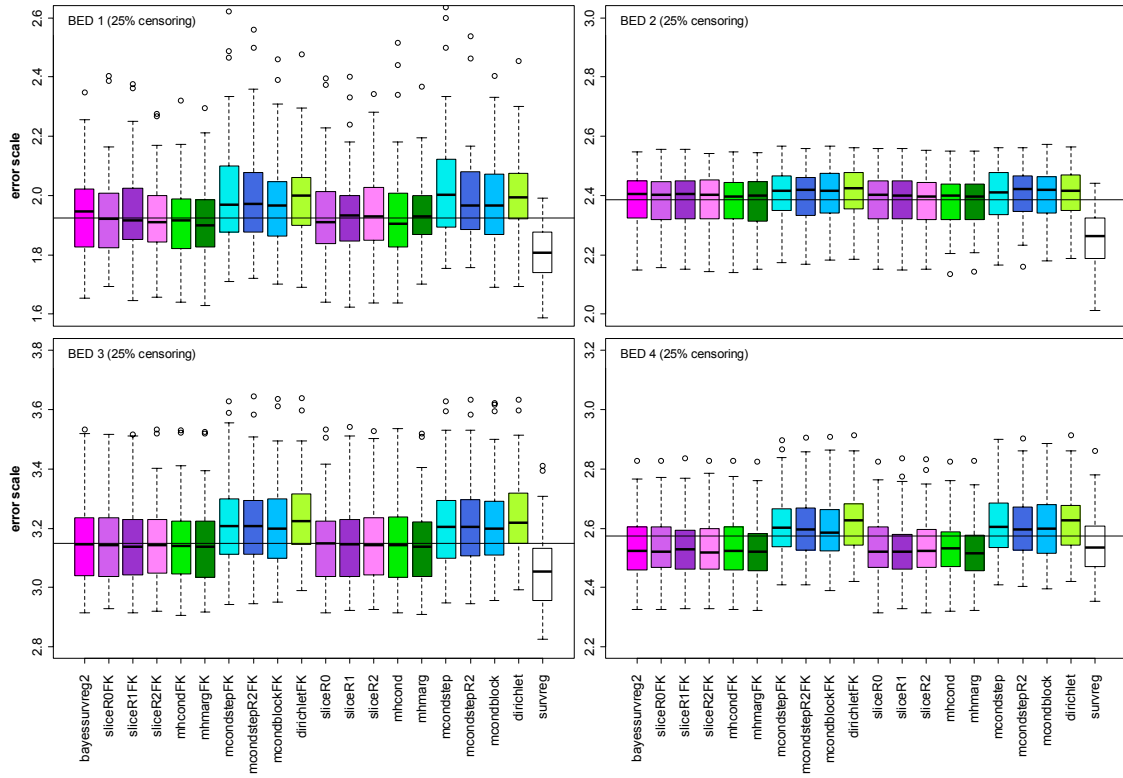 BED 1 (25% censoring)
BED 2 (25% censoring)
error scale
1.6 1.8 2.0 2.2 2.4 2.6
2.0 2.2 2.4 2.6 2.8 3.0
BED 3 (25% censoring)
BED 4 (25% censoring)
error scale
2.8 3.0 3.2 3.4 3.6 3.8
2.2 2.4 2.6 2.8 3.0 3.2
bayessurvreg2
sliceR0FK
sliceR1FK
sliceR2FK
mhcondFK
mhmargFK
mcondstepFK
mcondstepR2FK
mcondblockFK
dirichletFK
sliceR0
sliceR1
sliceR2
mhcond
mhmarg
mcondstep
mcondstepR2
mcondblock
dirichlet
survreg
bayessurvreg2
sliceR0FK
sliceR1FK
sliceR2FK
mhcondFK
mhmargFK
mcondstepFK
mcondstepR2FK
mcondblockFK
dirichletFK
sliceR0
sliceR1
sliceR2
mhcond
mhmarg
mcondstep
mcondstepR2
mcondblock
dirichlet
survreg